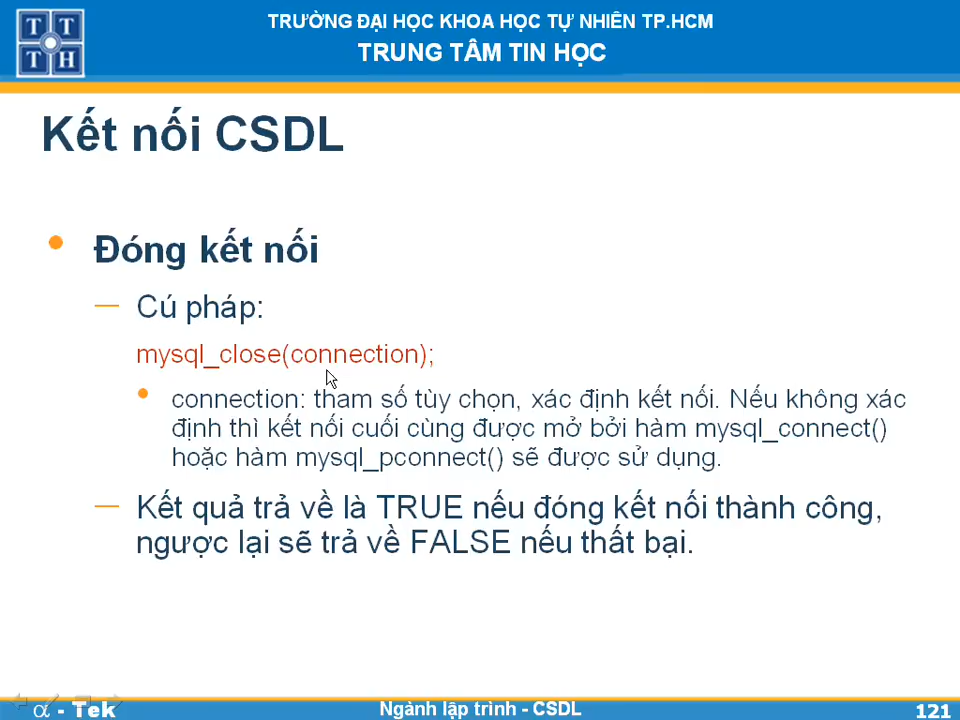 T T
T H
TRƯỜNG ĐẠI HỌC KHOA HỌC TỰ NHIÊN TP.HCM
TRUNG TÂM TIN HỌC
Kết nối CSDL
• Đóng kết nối
— Cú pháp:
mysql_close(connection);
• connection: tham số tùy chọn, xác định kết nối. Nếu không xác
định thì kết nối cuối cùng được mở bởi hàm mysql_connect()
hoặc hàm mysql_pconnect() sẽ được sử dụng.
— Kết quả trả về là TRUE nếu đóng kết nối thành công,
ngược lại sẽ trả về FALSE nếu thất bại.
α - Tek
Ngành lập trình - CSDL
121